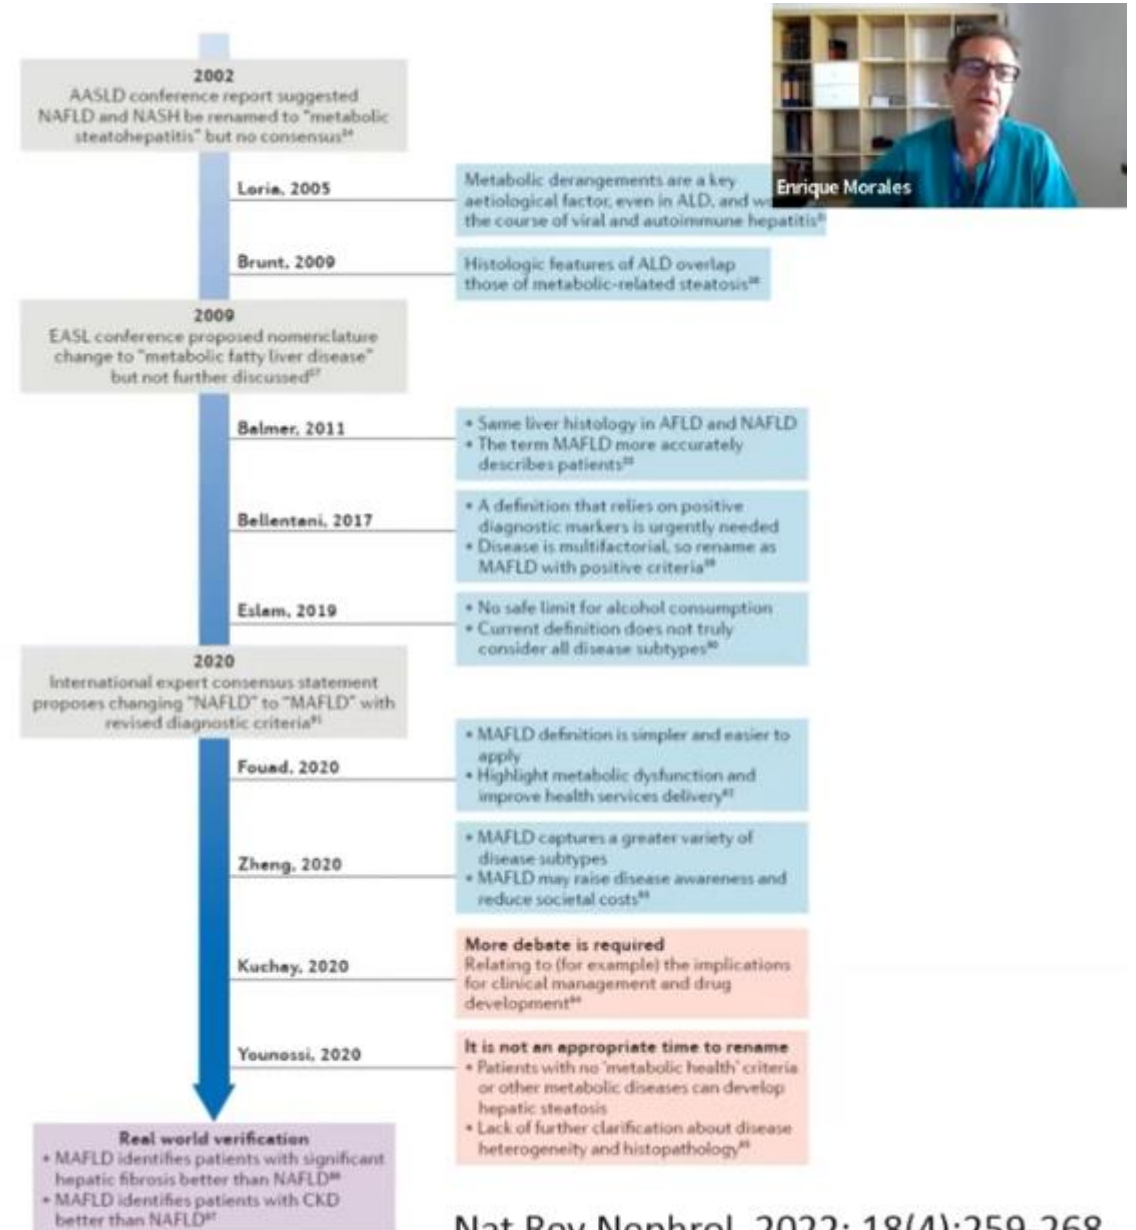 2002
AASLD conference report suggested
NAFLD and NASH be renamed to "metabolic
steatohepatitis" but no consensus
Loria, 2005
Metabolic derangements are a key
aetiological factor, even in ALD, and
the course of viral and autoimmune hepatitis
Enrique Morales
Brunt, 2009
Histologic features of ALD overlap
those of metabolic-related steatosis
2009
EASL conference proposed nomenclature
change to "metabolic fatty liver disease"
but not further discussed
Balmer, 2011
• Same liver histology in AFLD and NAFLD
• The term MAFLD more accurately
describes patients
Bellentani, 2017
• A definition that relies on positive
diagnostic markers is urgently needed
• Disease is multifactorial, so rename as
MAFLD with positive criteria
Eslam, 2019
• No safe limit for alcohol consumption
• Current definition does not truly
consider all disease subtypes
2020
International expert consensus statement
proposes changing "NAFLD" to "MAFLD" with
revised diagnostic criteria
Fouad, 2020
• MAFLD definition is simpler and easier to
apply
• Highlight metabolic dysfunction and
improve health services delivery
Zheng, 2020
• MAFLD captures a greater variety of
disease subtypes
• MAFLD may raise disease awareness and
reduce societal costs
Kuchay, 2020
More debate is required
Relating to (for example) the implications
for clinical management and drug
development
Younossi, 2020
It is not an appropriate time to rename
• Patients with no 'metabolic health' criteria
or other metabolic diseases can develop
hepatic steatosis
• Lack of further clarification about disease
heterogeneity and histopathology
Real world verification
• MAFLD identifies patients with significant
hepatic fibrosis better than NAFLD
• MAFLD identifies patients with CKD
better than NAFLD
Nat Rev Nephrol. 2022; 18(4):259-268